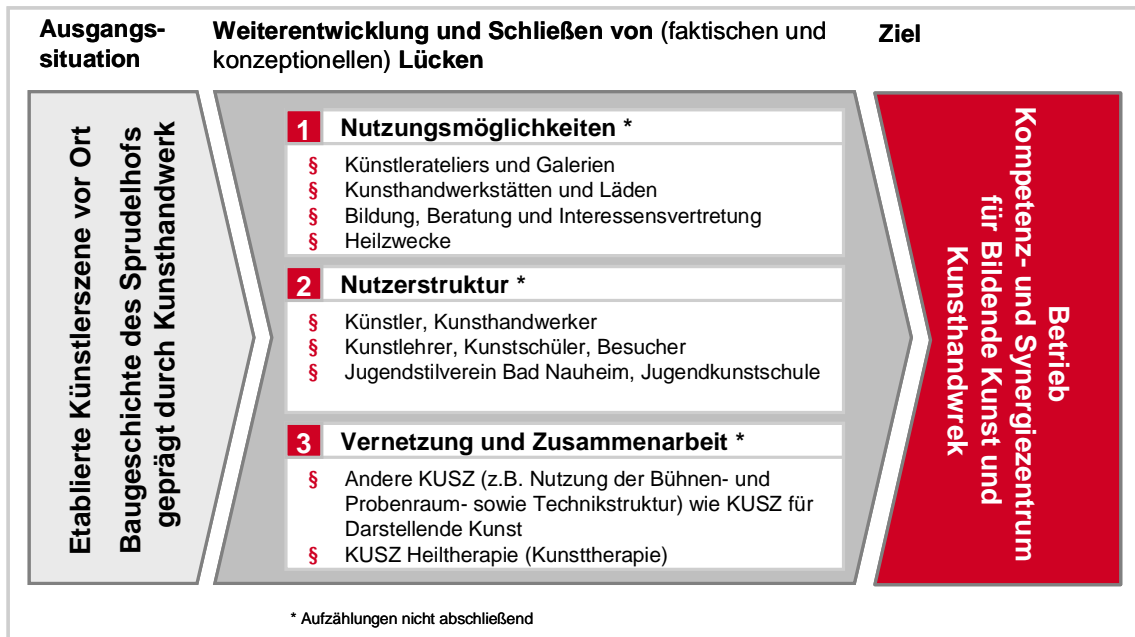 Ausgangs-
situation
Weiterentwicklung und Schließen von (faktischen und
konzeptionellen) Lücken
Ziel
Etablierte Künstlerszene vor Ort
Baugeschichte des Sprudelhofs
geprägt durch Kunsthandwerk
1 Nutzungsmöglichkeiten *
§ Künstlerateliers und Galerien
§ Kunsthandwerkstätten und Läden
§ Bildung, Beratung und Interessensvertretung
§ Heilzwecke
2 Nutzerstruktur *
§ Künstler, Kunsthandwerker
§ Kunstlehrer, Kunstschüler, Besucher
§ Jugendstilverein Bad Nauheim, Jugendkunstschule
3 Vernetzung und Zusammenarbeit *
§ Andere KUSZ (z.B. Nutzung der Bühnen- und
Probenraum- sowie Technikstruktur) wie KUSZ für
Darstellende Kunst
§ KUSZ Heiltherapie (Kunsttherapie)
Betrieb
Kompetenz- und Synergiezentrum
für Bildende Kunst und
Kunsthandwrek
* Aufzählungen nicht abschließend